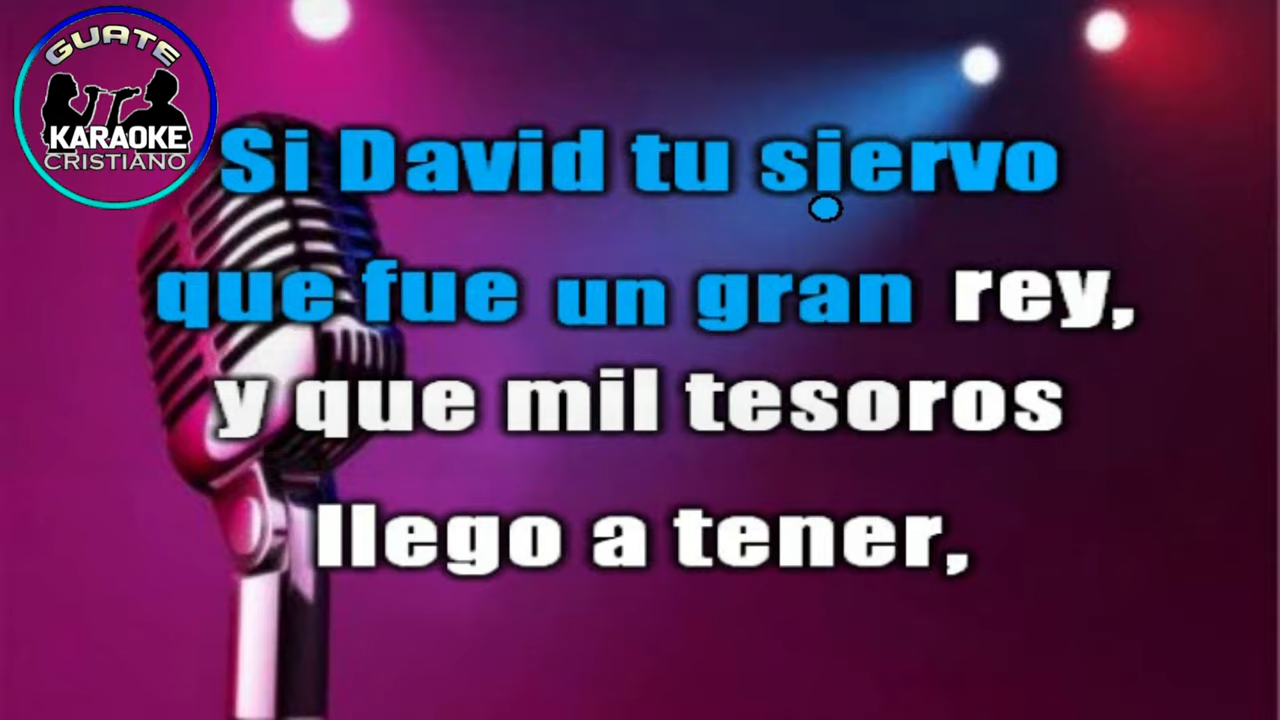 GUATE
KARAOKE
CRISTIANO
Si David tu siervo
que fue un gran rey,
y que mil tesoros
llego a tener,